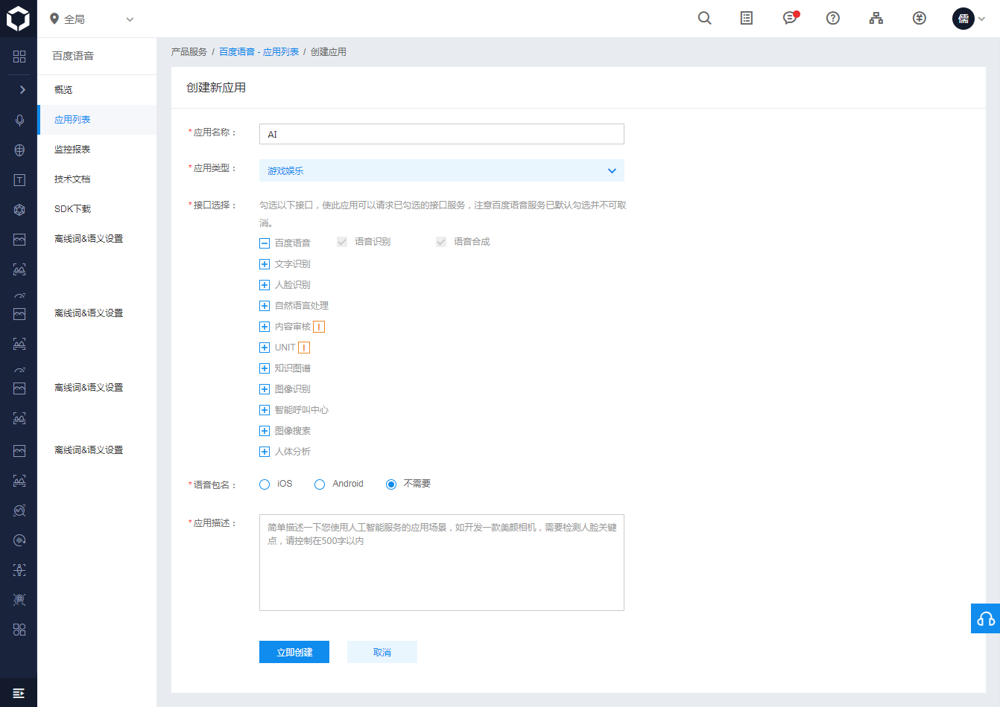 全局
儒
百度语音
产品服务 / 百度语音 - 应用列表 / 创建应用
概览
应用列表
监控报表
技术文档
SDK下载
离线词&语义设置
离线词&语义设置
离线词&语义设置
离线词&语义设置
创建新应用
*应用名称：
AI
*应用类型：
游戏娱乐
*接口选择：
勾选以下接口，使此应用可以请求已勾选的接口服务，注意百度语音服务已默认勾选并不可取
消。
百度语音 语音识别 语音合成
文字识别
人脸识别
自然语言处理
内容审核 !
UNIT !
知识图谱
图像识别
智能呼叫中心
图像搜索
人体分析
*语音包名： iOS Android 不需要
*应用描述：
简单描述一下您使用人工智能服务的应用场景，如开发一款美颜相机，需要检测人脸关键
点，请控制在500字以内
立即创建 取消